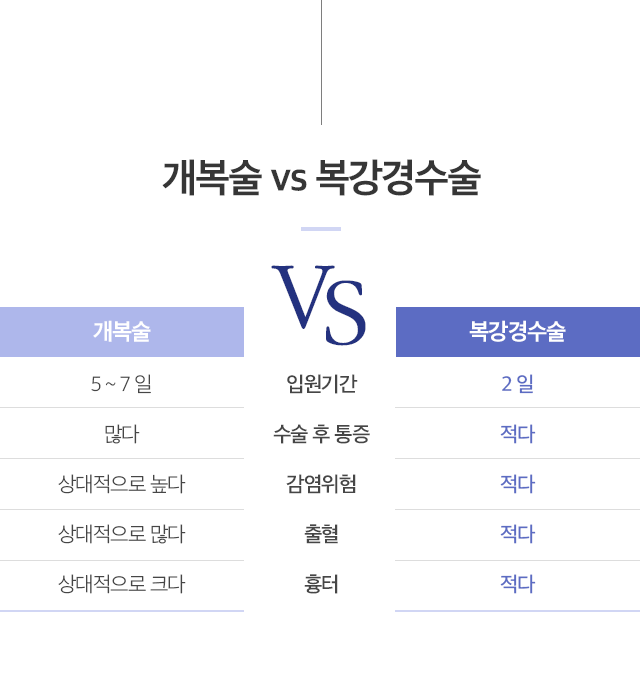 개복술 vs 복강경수술
VS
개복술 복강경수술
5 ~ 7 일 입원기간 2 일
많다 수술 후 통증 적다
상대적으로 높다 감염위험 적다
상대적으로 많다 출혈 적다
상대적으로 크다 흉터 적다